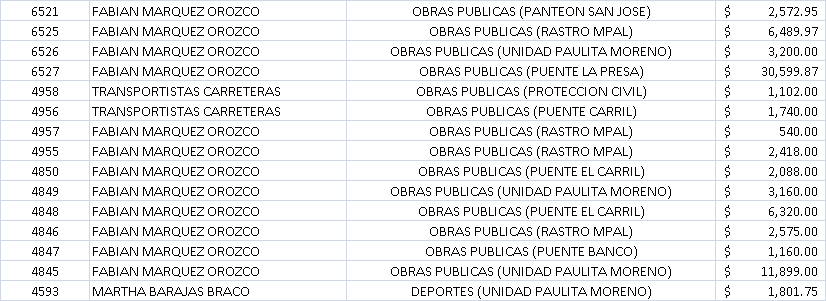 6521 FABIAN MARQUEZ OROZCO OBRAS PUBLICAS (PANTEON SAN JOSE) $ 2,572.95
6525 FABIAN MARQUEZ OROZCO OBRAS PUBLICAS (RASTRO MPAL) $ 6,489.97
6526 FABIAN MARQUEZ OROZCO OBRAS PUBLICAS (UNIDAD PAULITA MORENO) $ 3,200.00
6527 FABIAN MARQUEZ OROZCO OBRAS PUBLICAS (PUENTE LA PRESA) $ 30,599.87
4958 TRANSPORTISTAS CARRETERAS OBRAS PUBLICAS (PROTECCION CIVIL) $ 1,102.00
4956 TRANSPORTISTAS CARRETERAS OBRAS PUBLICAS (PUENTE CARRIL) $ 1,740.00
4957 FABIAN MARQUEZ OROZCO OBRAS PUBLICAS (RASTRO MPAL) $ 540.00
4955 FABIAN MARQUEZ OROZCO OBRAS PUBLICAS (RASTRO MPAL) $ 2,418.00
4850 FABIAN MARQUEZ OROZCO OBRAS PUBLICAS (PUENTE EL CARRIL) $ 2,088.00
4849 FABIAN MARQUEZ OROZCO OBRAS PUBLICAS (UNIDAD PAULITA MORENO) $ 3,160.00
4848 FABIAN MARQUEZ OROZCO OBRAS PUBLICAS (PUENTE EL CARRIL) $ 6,320.00
4846 FABIAN MARQUEZ OROZCO OBRAS PUBLICAS (RASTRO MPAL) $ 2,575.00
4847 FABIAN MARQUEZ OROZCO OBRAS PUBLICAS (PUENTE BANCO) $ 1,160.00
4845 FABIAN MARQUEZ OROZCO OBRAS PUBLICAS (UNIDAD PAULITA MORENO) $ 11,899.00
4593 MARTHA BARAJAS BRACO DEPORTES (UNIDAD PAULITA MORENO) $ 1,801.75